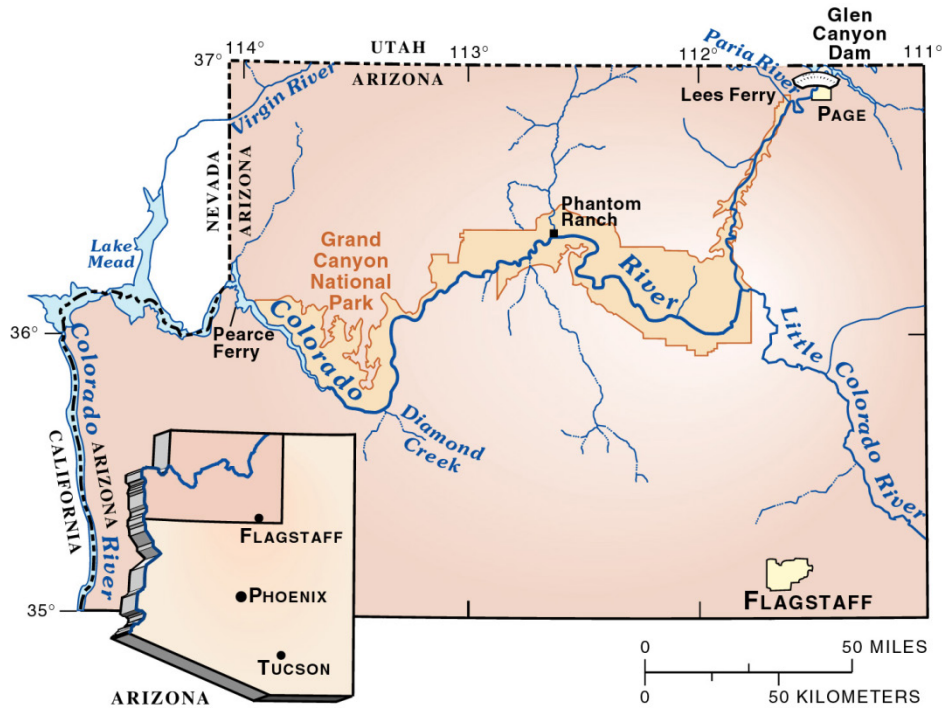 Glen
Canyon
Dam
114°
113°
112°
111°
37°
UTAH
ARIZONA
Paria River
Lees Ferry
PAGE
Virgin River
NEVADA
ARIZONA
Phantom
Ranch
Lake
Mead
Grand
Canyon
National
Park
River
36°
Pearce
Ferry
Colorado
Little Colorado River
Colorado River
Diamond
Creek
CALIFORNIA
ARIZONA
FLAGSTAFF
PHOENIX
TUCSON
ARIZONA
35°
FLAGSTAFF
0 50 MILES
0 50 KILOMETERS